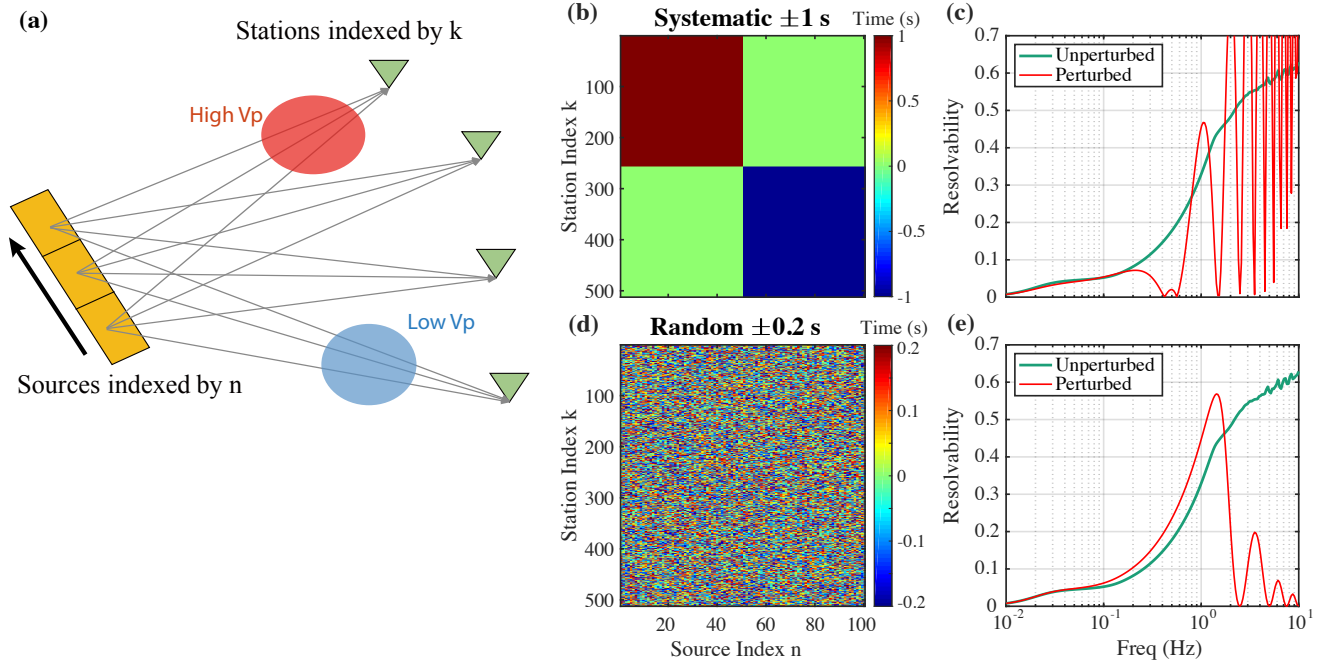 (a)
Stations indexed by k
High Vp
Low Vp
Sources indexed by n
(b)
Systematic ±1 s
Time (s)
Station Index k
100
200
300
400
500
1
0.5
0
-0.5
-1
(c)
Resolvability
0.7
0.6
0.5
0.4
0.3
0.2
0.1
0
Unperturbed
Perturbed
(d)
Random ±0.2 s
Time (s)
Station Index k
100
200
300
400
500
20
40
60
80
100
Source Index n
0.2
0.1
0
-0.1
-0.2
(e)
Resolvability
0.7
0.6
0.5
0.4
0.3
0.2
0.1
0
Unperturbed
Perturbed
10⁻²
10⁻¹
10⁰
10¹
Freq (Hz)